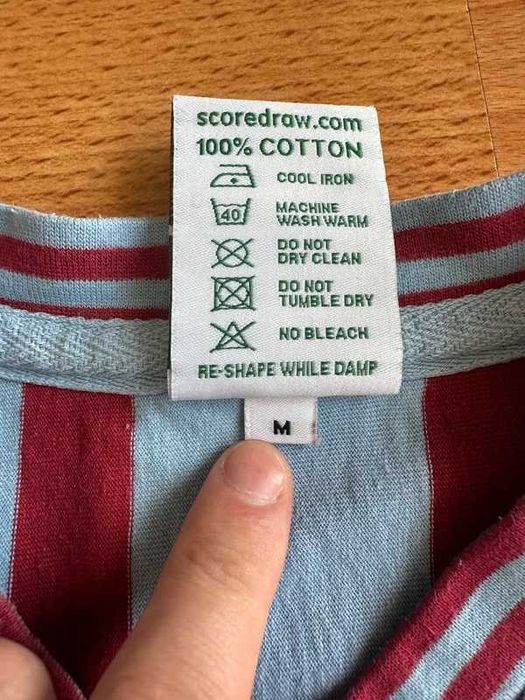 scoredraw.com
100% COTTON
COOL IRON
40
MACHINE
WASH WARM
DO NOT
DRY CLEAN
DO NOT
TUMBLE DRY
NO BLEACH
RE-SHAPE WHILE DAMP
M